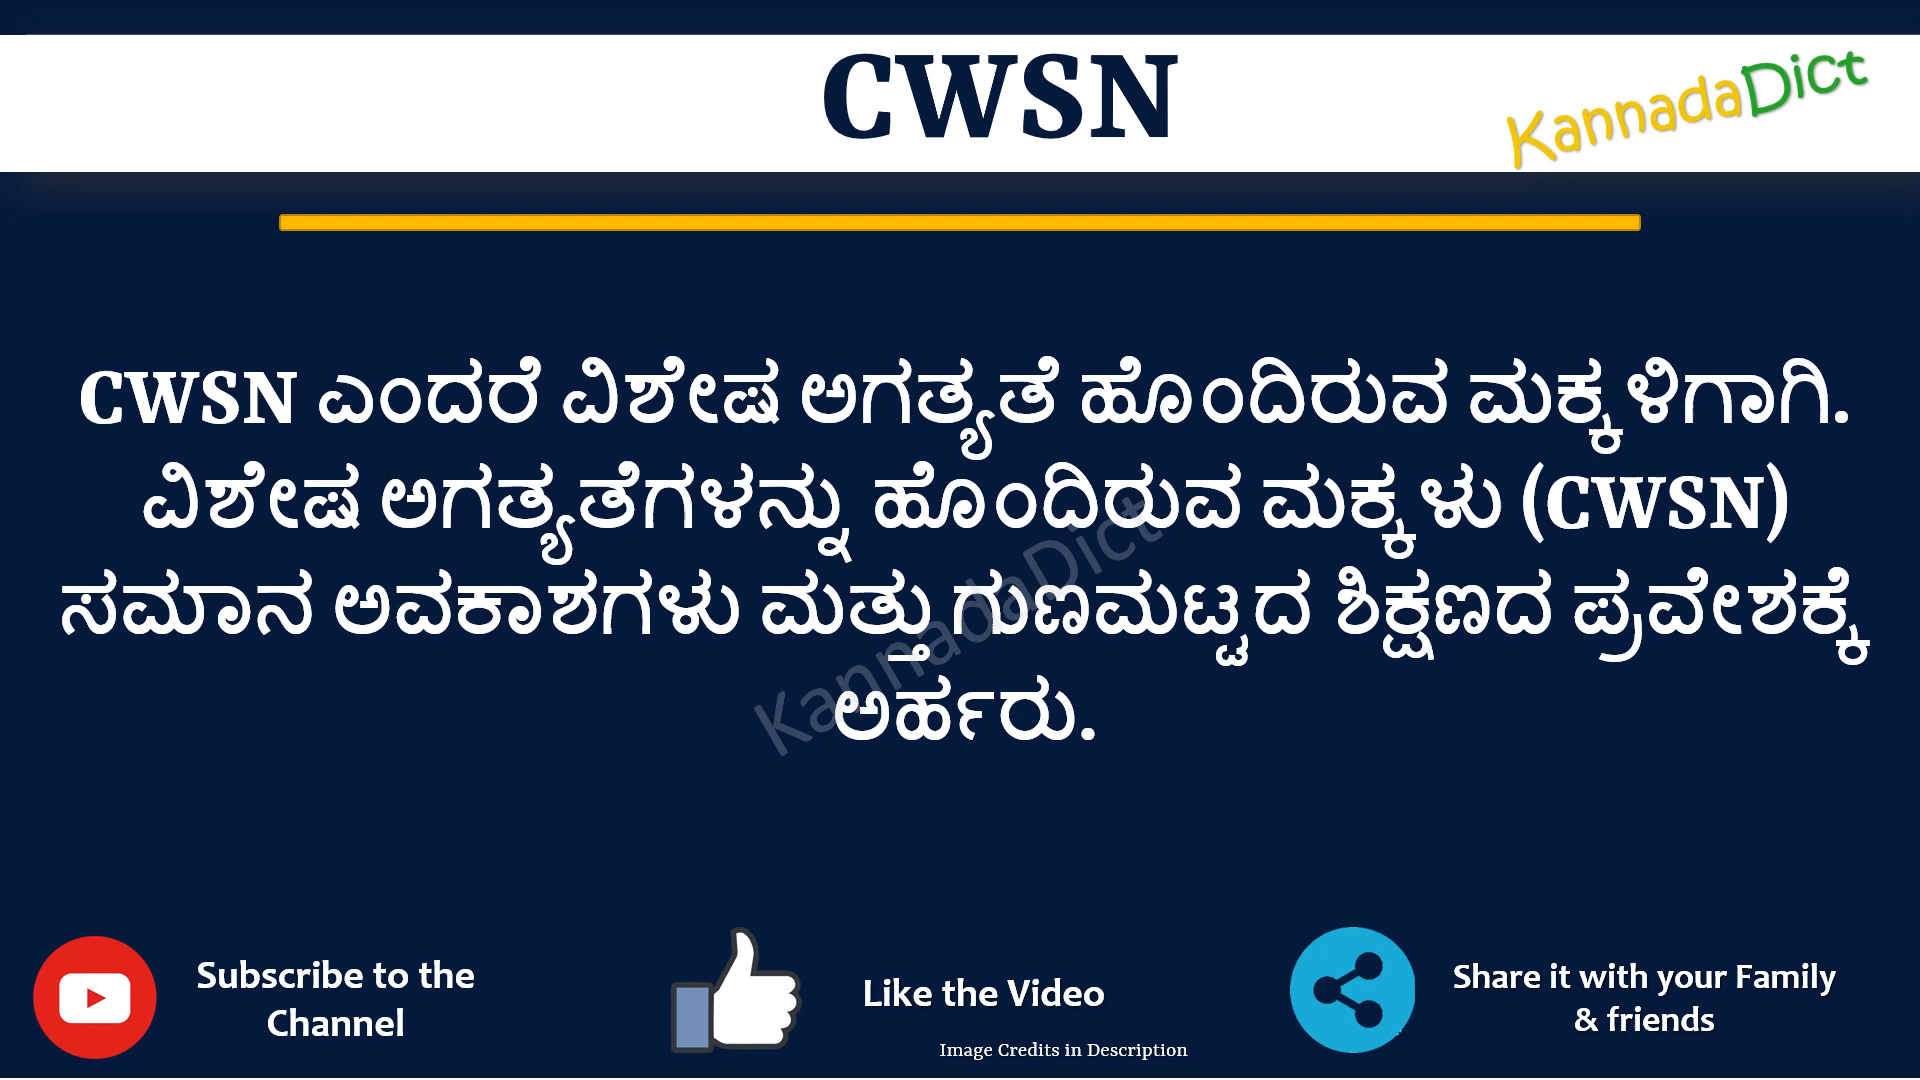 CWSN
KannadaDict
CWSN ಎಂದರೆ ವಿಶೇಷ ಅಗತ್ಯತೆ ಹೊಂದಿರುವ ಮಕ್ಕಳಿಗಾಗಿ.
ವಿಶೇಷ ಅಗತ್ಯತೆಗಳನ್ನು ಹೊಂದಿರುವ ಮಕ್ಕಳು (CWSN)
ಸಮಾನ ಅವಕಾಶಗಳು ಮತ್ತು ಗುಣಮಟ್ಟದ ಶಿಕ್ಷಣದ ಪ್ರವೇಶಕ್ಕೆ
ಅರ್ಹರು.
KannadaDict
Subscribe to the
Channel
Like the Video
Share it with your Family
& friends
Image Credits in Description